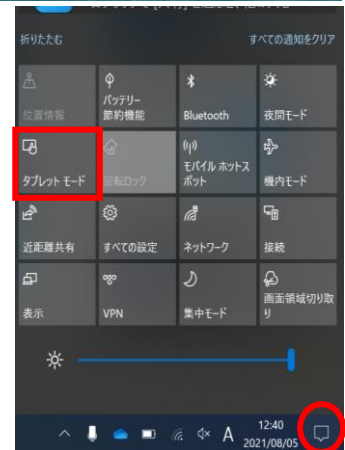 折りたたむ
すべての通知をクリア
位置情報
バッテリー
節約機能
Bluetooth
夜間モード
タブレット モード
回転ロック
モバイル ホットス
ポット
機内モード
近距離共有
すべての設定
ネットワーク
接続
表示
VPN
集中モード
画面領域切り取
り
A
12:40
2021/08/05